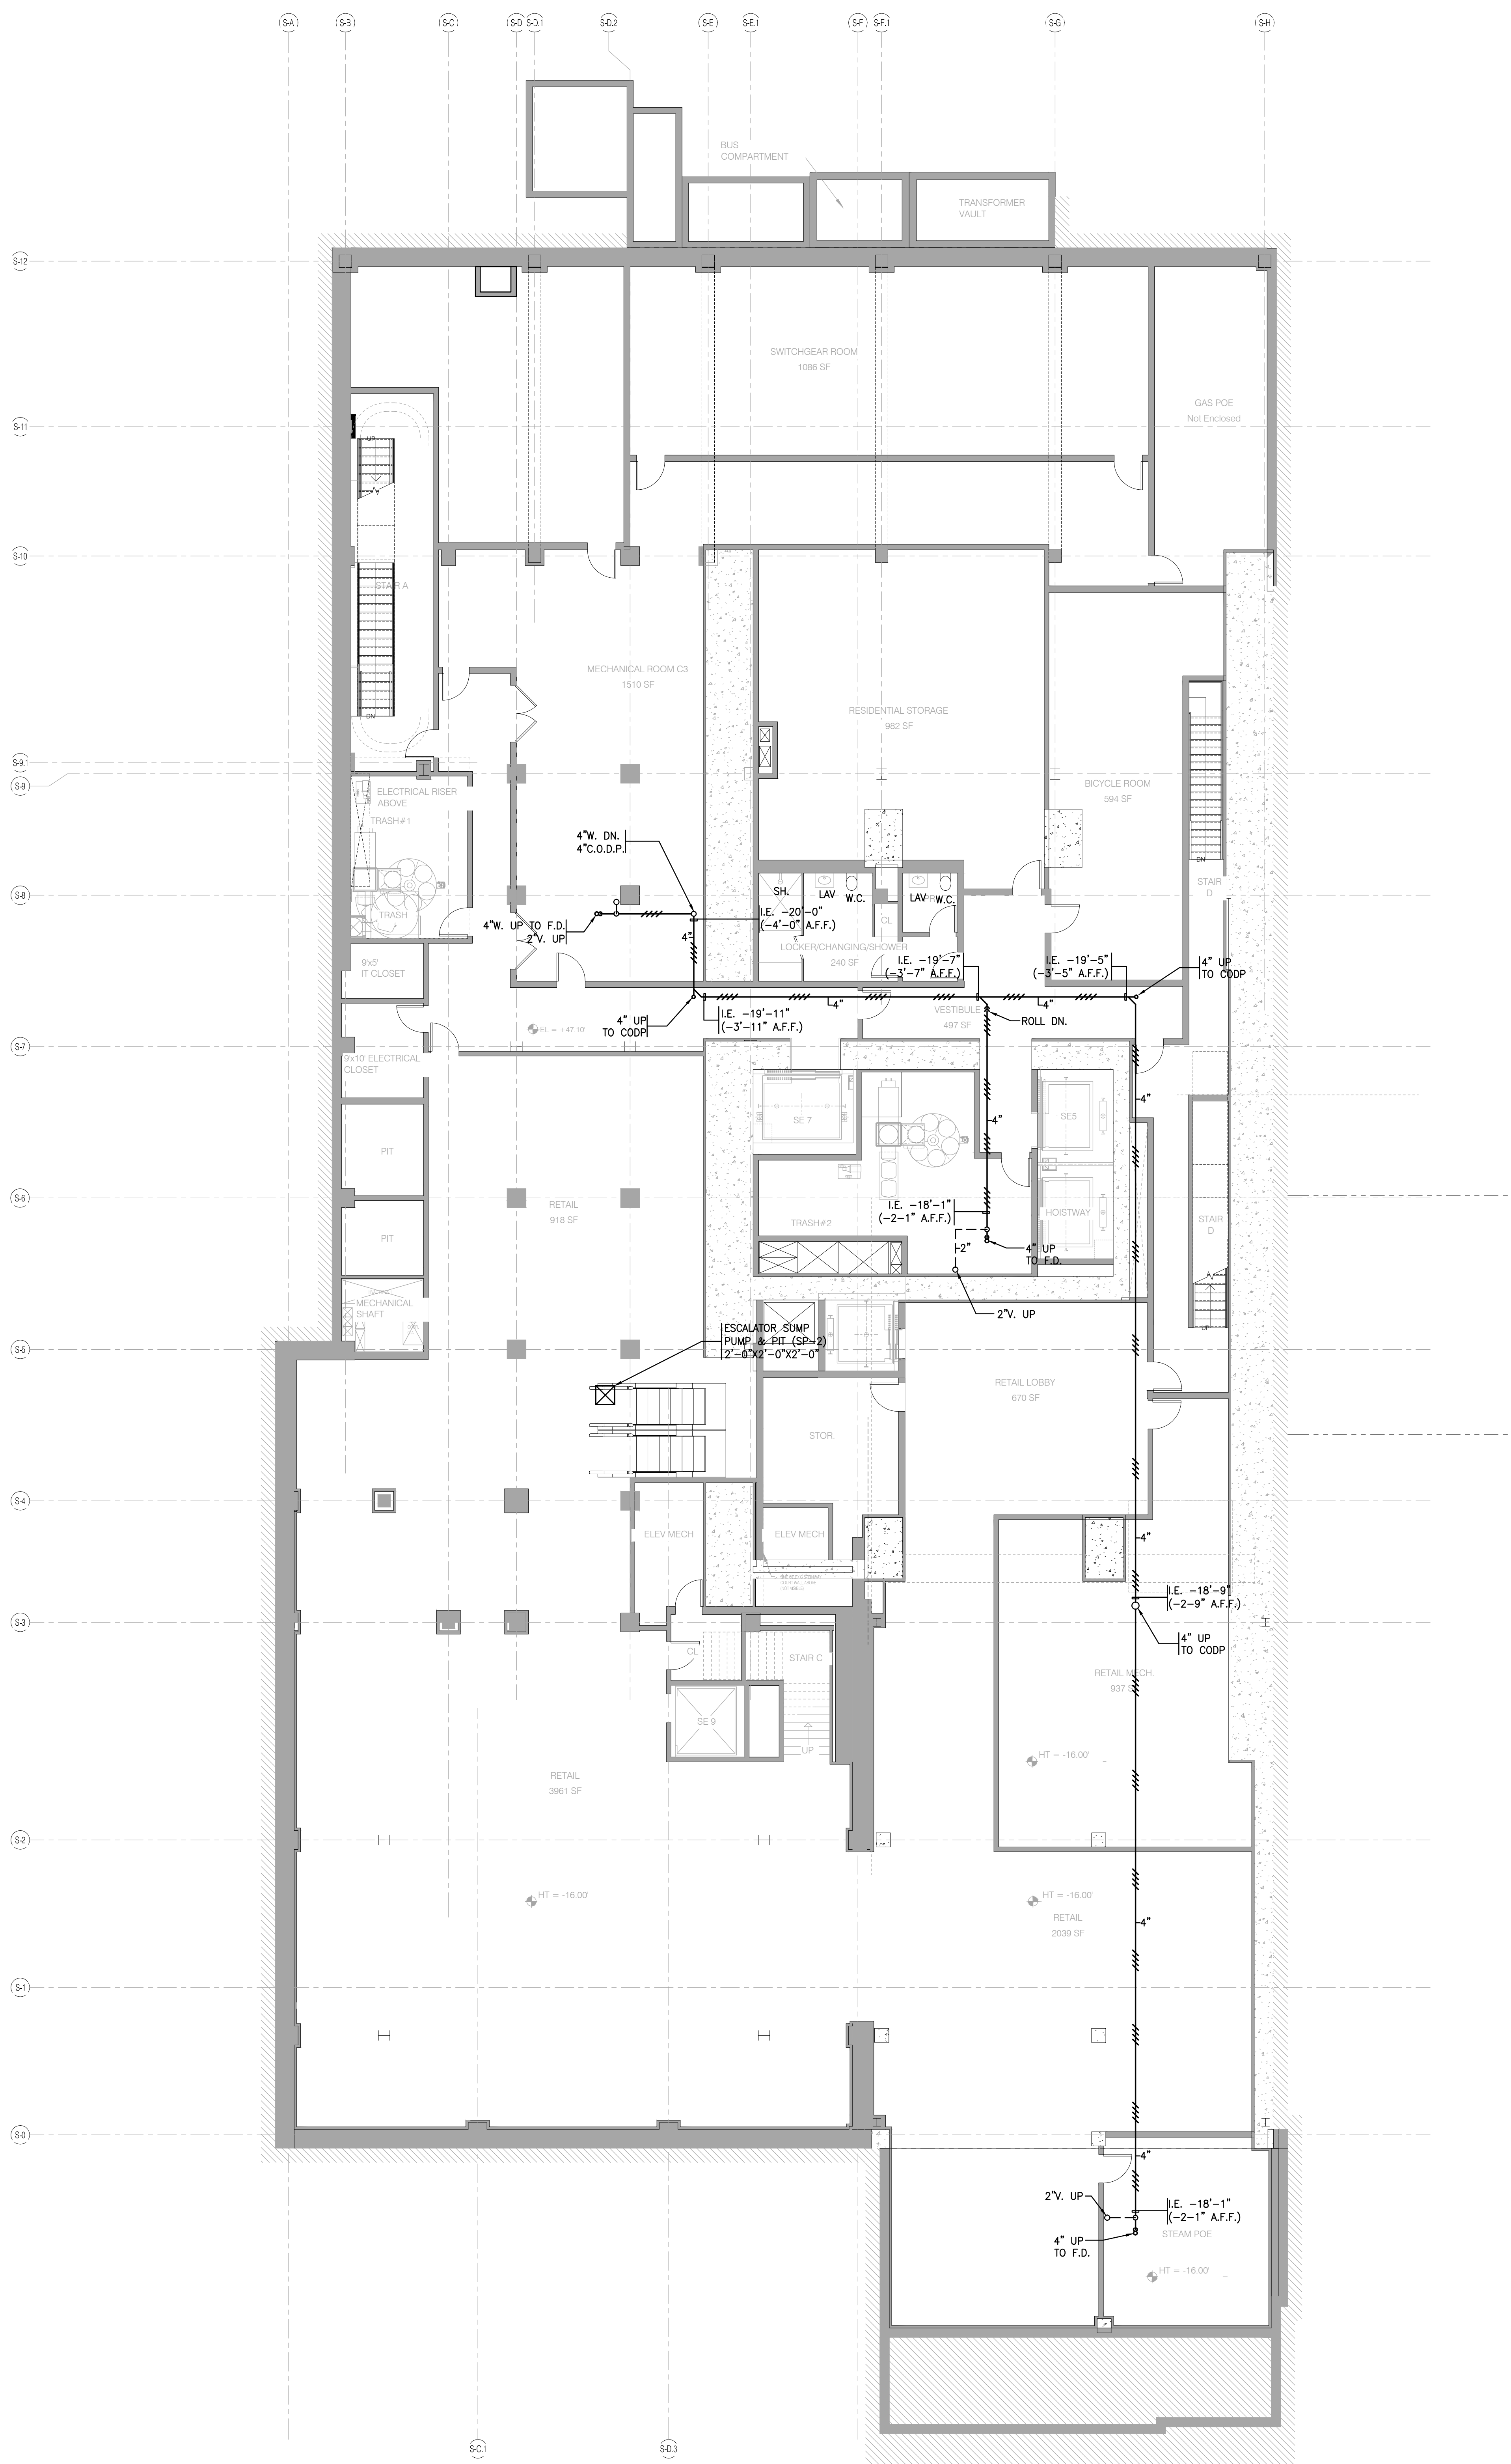 S-A
S-B
S-C
S-D
S-D.1
S-D.2
S-E
S-E.1
S-F
S-F.1
S-G
S-H
BUS
COMPARTMENT
TRANSFORMER
VAULT
S-12
SWITCHGEAR ROOM
1086 SF
GAS POE
Not Enclosed
S-11
UP
S-10
STAIR A
MECHANICAL ROOM C3
1510 SF
RESIDENTIAL STORAGE
982 SF
DN
S-9.1
S-9
BICYCLE ROOM
594 SF
ELECTRICAL RISER
ABOVE
TRASH#1
4"W. DN.
4"C.O.D.P.
DN
STAIR
D
S-8
SH.
LAV
W.C.
LAV
W.C.
CL
TRASH
4"W. UP TO F.D.
2"V. UP
I.E. -20'-0"
(-4'-0" A.F.F.)
4"
LOCKER/CHANGING/SHOWER
240 SF
9'x5'
IT CLOSET
I.E. -19'-7"
(-3'-7" A.F.F.)
I.E. -19'-5"
(-3'-5" A.F.F.)
4" UP
TO CODP
4"
4"
4" UP
TO CODP
I.E. -19'-11"
(-3'-11" A.F.F.)
VESTIBULE
497 SF
ROLL DN.
EL = +47.10'
S-7
9'x10' ELECTRICAL
CLOSET
4"
SE 7
4"
SE5
PIT
S-6
RETAIL
918 SF
I.E. -18'-1"
(-2-1" A.F.F.)
HOISTWAY
TRASH#2
STAIR
D
PIT
2"
4" UP
TO F.D.
2"V. UP
MECHANICAL
SHAFT
UP
ESCALATOR SUMP
PUMP & PIT (SP-2)
2'-0"X2'-0"X2'-0"
S-5
RETAIL LOBBY
670 SF
STOR.
S-4
ELEV MECH
ELEV MECH
4"
I.E. -18'-9"
(-2-9" A.F.F.)
S-3
4" UP
TO CODP
CL
STAIR C
RETAIL MECH.
937 S
SE 9
UP
HT = -16.00'
RETAIL
3961 SF
S-2
HT = -16.00'
HT = -16.00'
RETAIL
2039 SF
4"
S-1
S-0
4"
2"V. UP
I.E. -18'-1"
(-2-1" A.F.F.)
STEAM POE
4" UP
TO F.D.
HT = -16.00'
S-C.1
S-D.3